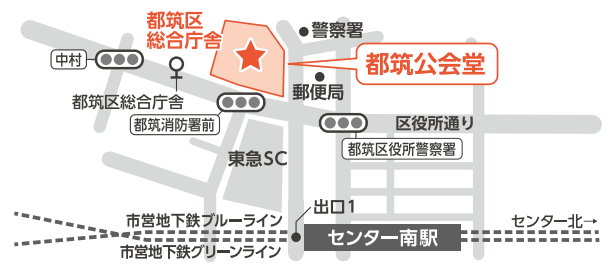 都筑区
総合庁舎
警察署
中村
都筑公会堂
都筑区総合庁舎
郵便局
都筑消防署前
区役所通り
都筑区役所警察署
東急SC
出口1
市営地下鉄ブルーライン
センター北→
センター南駅
市営地下鉄グリーンライン